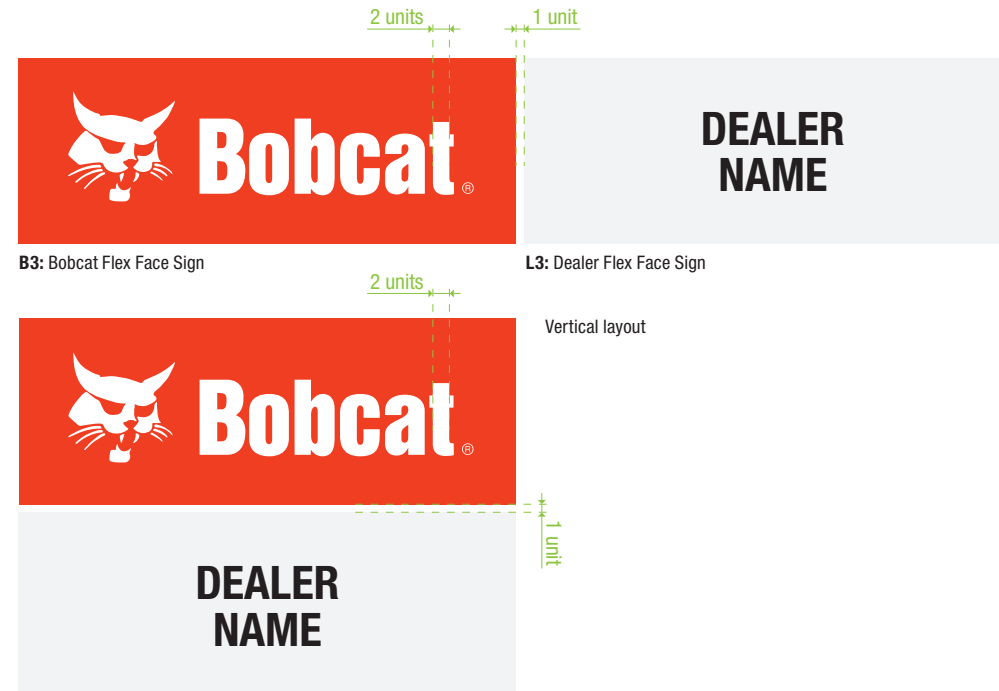 2 units
1 unit
Bobcat®
DEALER
NAME
B3: Bobcat Flex Face Sign
L3: Dealer Flex Face Sign
2 units
Vertical layout
Bobcat®
1 unit
DEALER
NAME